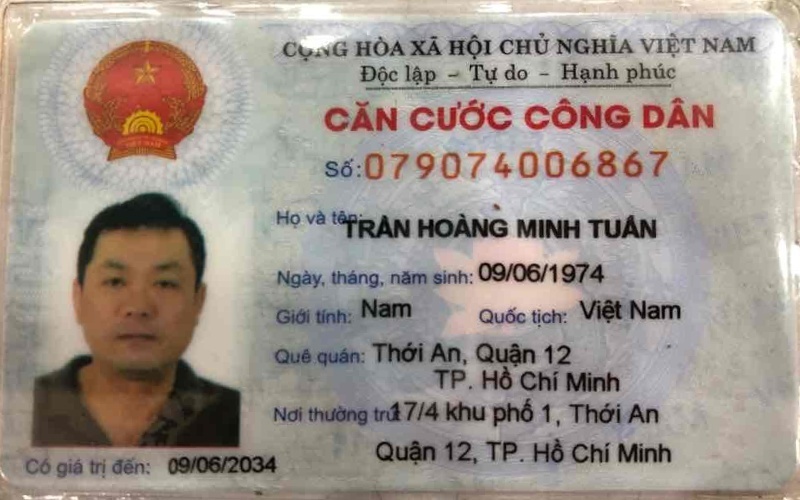 CỘNG HÒA XÃ HỘI CHỦ NGHĨA VIỆT NAM
Độc lập - Tự do - Hạnh phúc
CĂN CƯỚC CÔNG DÂN
Số: 079074006867
Họ và tên: TRẦN HOÀNG MINH TUẤN
Ngày, tháng, năm sinh: 09/06/1974
Giới tính: Nam Quốc tịch: Việt Nam
Quê quán: Thới An, Quận 12
TP. Hồ Chí Minh
Nơi thường trú: 17/4 khu phố 1, Thới An
Quận 12, TP. Hồ Chí Minh
Có giá trị đến: 09/06/2034
VIỆT NAM